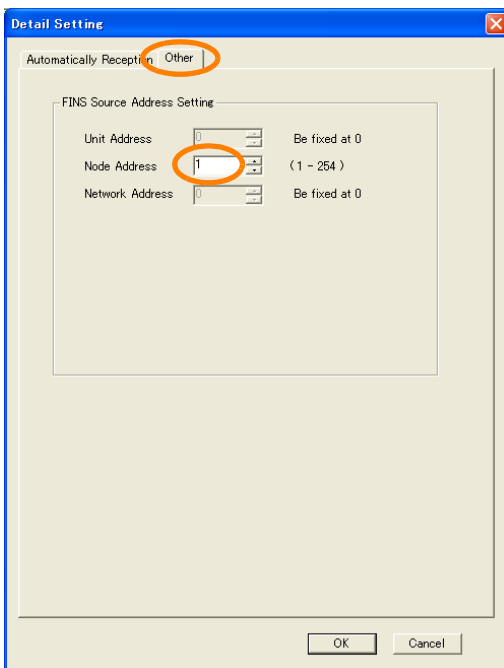 Detail Setting
Automatically Reception Other
FINS Source Address Setting
Unit Address 0 Be fixed at 0
Node Address 1 (1 - 254)
Network Address 0 Be fixed at 0
OK Cancel